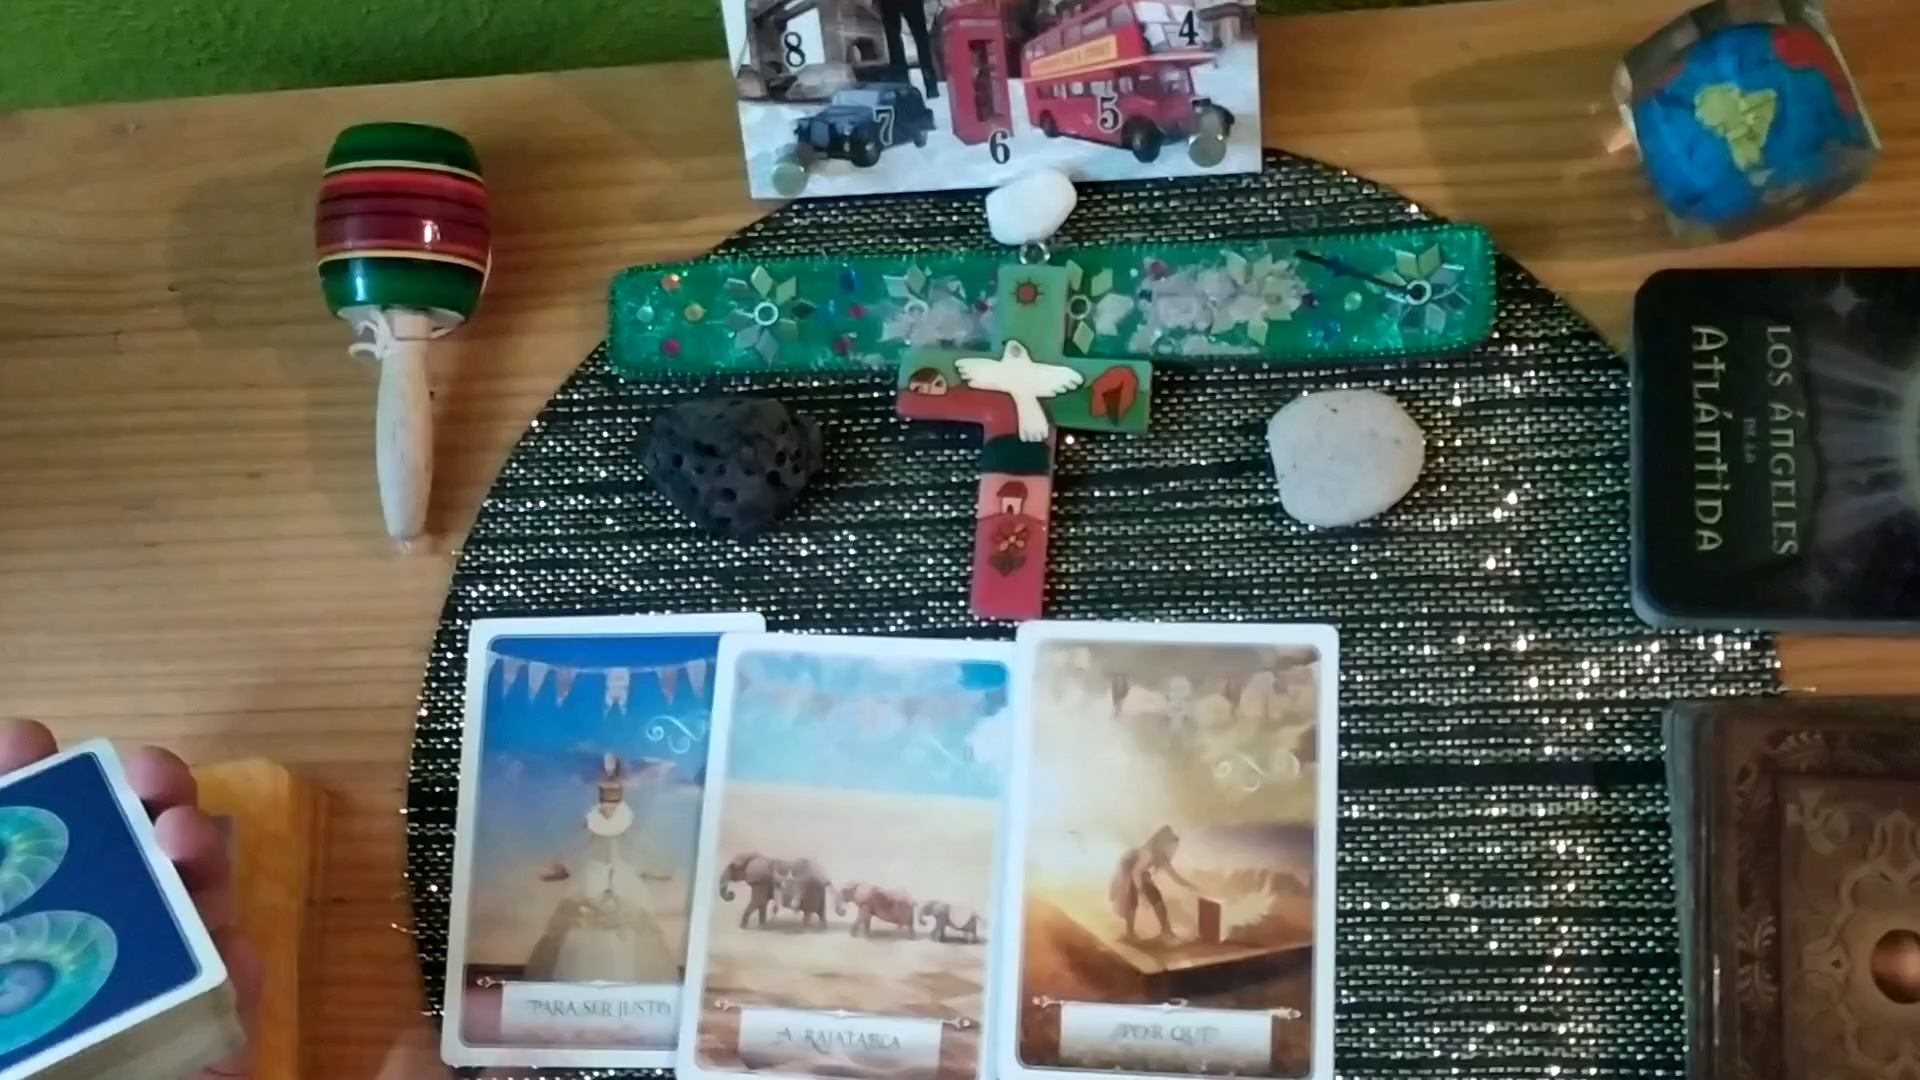 8
4
7
5
6
LOS ÁNGELES
DE LA
ATLÁNTIDA
PARA SER JUSTO
A RAJATABLA
¿POR QUÉ?